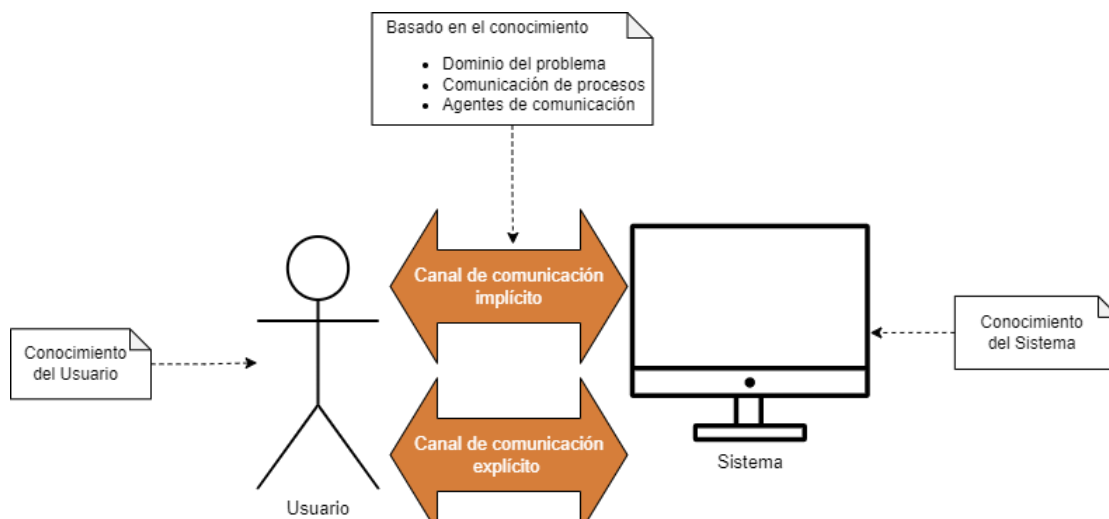 Basado en el conocimiento
Dominio del problema
Comunicación de procesos
Agentes de comunicación
Canal de comunicación
implícito
Conocimiento
del Usuario
Conocimiento
del Sistema
Canal de comunicación
explícito
Sistema
Usuario